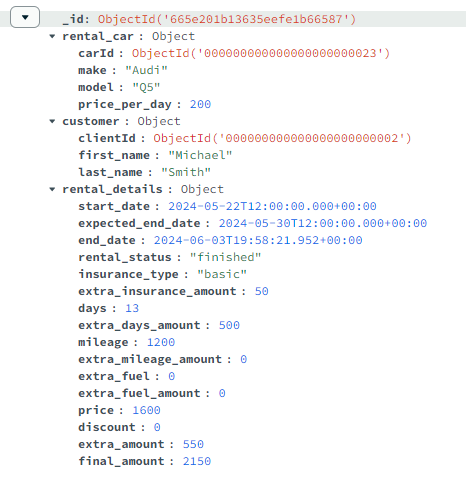 _id: ObjectId('665e201b13635eefe1b66587')
rental_car : Object
carId : ObjectId('000000000000000000000023')
make : "Audi"
model : "Q5"
price_per_day : 200
customer : Object
clientId : ObjectId('000000000000000000000002')
first_name : "Michael"
last_name : "Smith"
rental_details : Object
start_date : 2024-05-22T12:00:00.000+00:00
expected_end_date : 2024-05-30T12:00:00.000+00:00
end_date : 2024-06-03T19:58:21.952+00:00
rental_status : "finished"
insurance_type : "basic"
extra_insurance_amount : 50
days : 13
extra_days_amount : 500
mileage : 1200
extra_mileage_amount : 0
extra_fuel : 0
extra_fuel_amount : 0
price : 1600
discount : 0
extra_amount : 550
final_amount : 2150